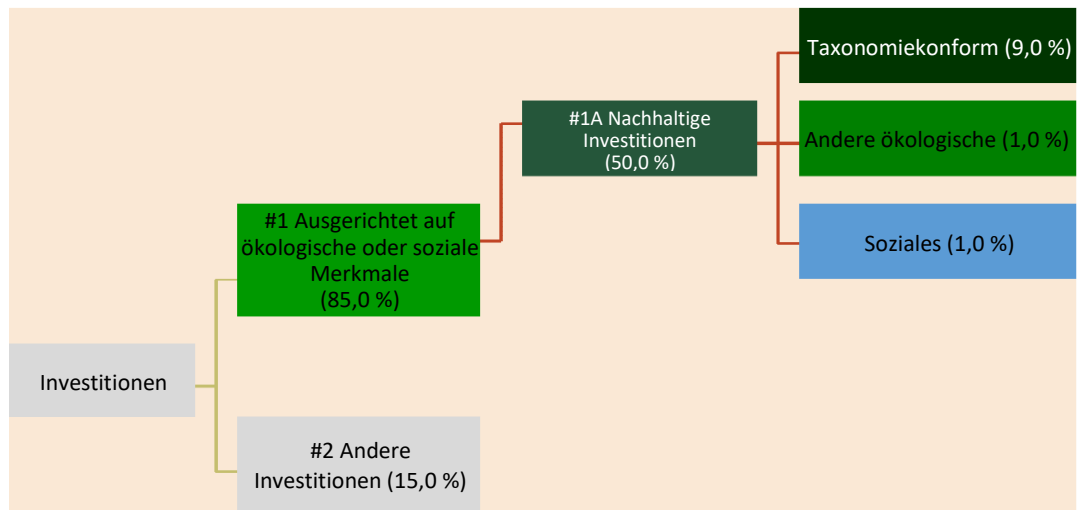 Taxonomiekonform (9,0 %)
#1A Nachhaltige
Investitionen
(50,0 %)
Andere ökologische (1,0 %)
#1 Ausgerichtet auf
ökologische oder soziale
Merkmale
(85,0 %)
Soziales (1,0 %)
Investitionen
#2 Andere
Investitionen (15,0 %)